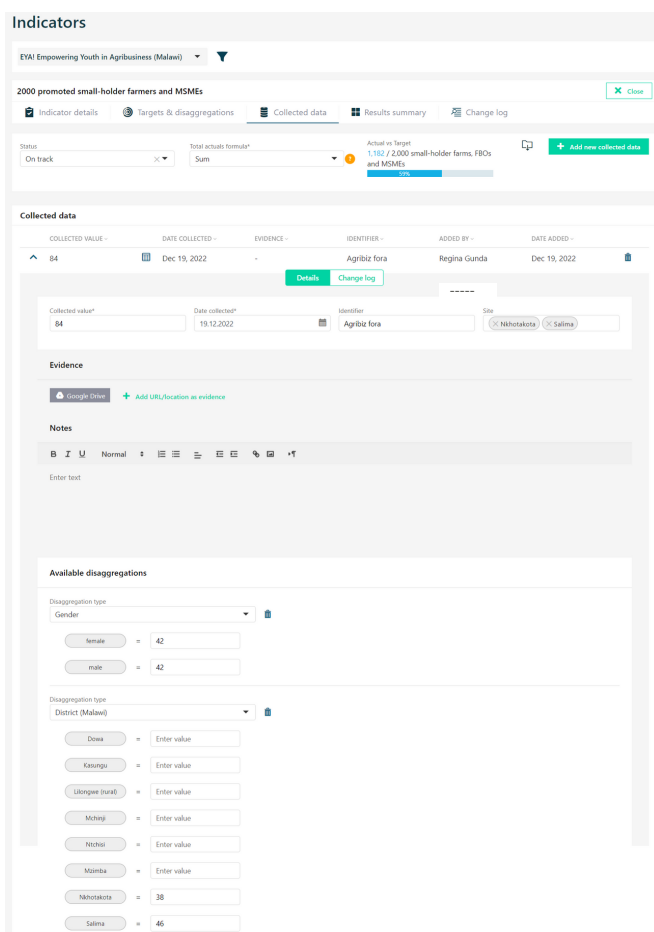 Indicators
EYA! Empowering Youth in Agribusiness (Malawi)
2000 promoted small-holder farmers and MSMEs
Close
Indicator details
Targets & disaggregations
Collected data
Results summary
Change log
Status
On track
Total actuals formula*
Sum
?
Actual vs Target
1,182 / 2,000 small-holder farms, FBOs
and MSMEs
59%
Add new collected data
Collected data
COLLECTED VALUE
DATE COLLECTED
EVIDENCE
IDENTIFIER
ADDED BY
DATE ADDED
84
Dec 19, 2022
-
Agribiz fora
Regina Gunda
Dec 19, 2022
Details
Change log
-----
Collected value*
84
Date collected*
19.12.2022
Identifier
Agribiz fora
Site
Nkhotakota
Salima
Evidence
Google Drive
+ Add URL/location as evidence
Notes
B I U Normal
Enter text
Available disaggregations
Disaggregation type
Gender
female = 42
male = 42
Disaggregation type
District (Malawi)
Dowa = Enter value
Kasungu = Enter value
Lilongwe (rural) = Enter value
Mchinji = Enter value
Ntchisi = Enter value
Mzimba = Enter value
Nkhotakota = 38
Salima = 46